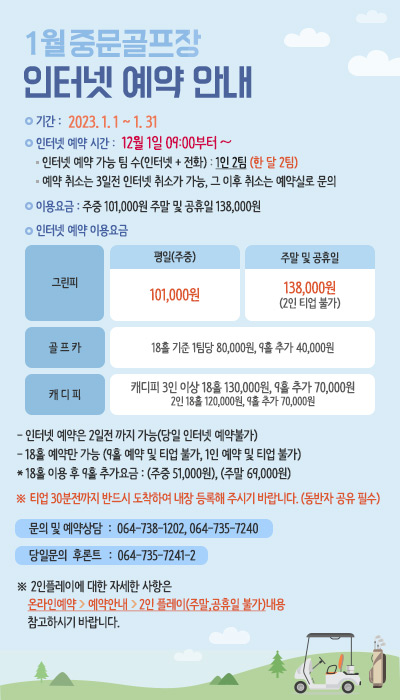 1월 중문골프장
인터넷 예약 안내
기간 : 2023. 1. 1 ~ 1. 31
인터넷 예약 시간 : 12월 1일 09:00부터 ~
인터넷 예약 가능 팀 수(인터넷 + 전화) : 1인 2팀 (한 달 2팀)
예약 취소는 3일전 인터넷 취소가 가능, 그 이후 취소는 예약실로 문의
이용요금 : 주중 101,000원 주말 및 공휴일 138,000원
인터넷 예약 이용요금
평일(주중) 주말 및 공휴일
그린피 101,000원 138,000원
(2인 티업 불가)
골 프 카 18홀 기준 1팀당 80,000원, 9홀 추가 40,000원
캐 디 피 캐디피 3인 이상 18홀 130,000원, 9홀 추가 70,000원
2인 18홀 120,000원, 9홀 추가 70,000원
- 인터넷 예약은 2일전 까지 가능(당일 인터넷 예약불가)
- 18홀 예약만 가능 (9홀 예약 및 티업 불가, 1인 예약 및 티업 불가)
* 18홀 이용 후 9홀 추가요금 : (주중 51,000원), (주말 69,000원)
※ 티업 30분전까지 반드시 도착하여 내장 등록해 주시기 바랍니다. (동반자 공유 필수)
문의 및 예약상담 : 064-738-1202, 064-735-7240
당일문의 후론트 : 064-735-7241~2
※ 2인플레이에 대한 자세한 사항은
온라인예약 > 예약안내 > 2인 플레이(주말,공휴일 불가)내용
참고하시기 바랍니다.